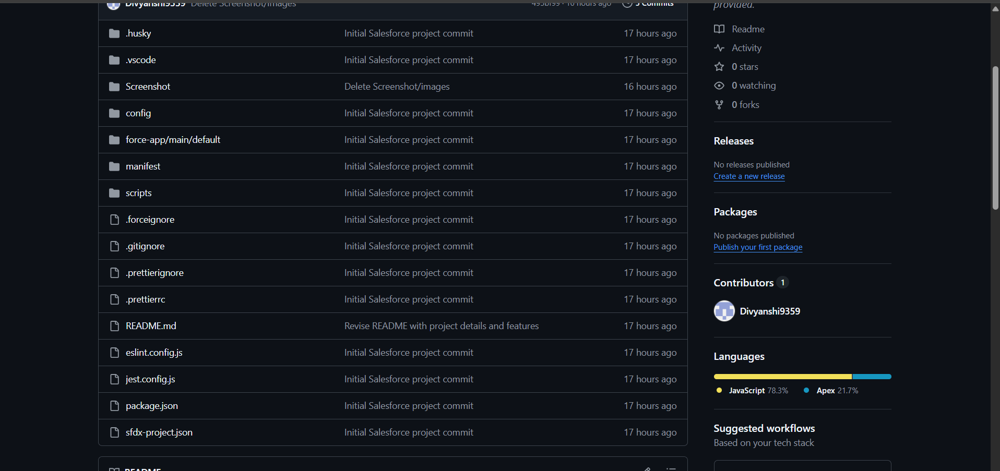 Divyanshi9359 Delete Screenshot/images 495bf99 · 16 hours ago 5 Commits
.husky Initial Salesforce project commit 17 hours ago
.vscode Initial Salesforce project commit 17 hours ago
Screenshot Delete Screenshot/images 16 hours ago
config Initial Salesforce project commit 17 hours ago
force-app/main/default Initial Salesforce project commit 17 hours ago
manifest Initial Salesforce project commit 17 hours ago
scripts Initial Salesforce project commit 17 hours ago
.forceignore Initial Salesforce project commit 17 hours ago
.gitignore Initial Salesforce project commit 17 hours ago
.prettierignore Initial Salesforce project commit 17 hours ago
.prettierrc Initial Salesforce project commit 17 hours ago
README.md Revise README with project details and features 17 hours ago
eslint.config.js Initial Salesforce project commit 17 hours ago
jest.config.js Initial Salesforce project commit 17 hours ago
package.json Initial Salesforce project commit 17 hours ago
sfdx-project.json Initial Salesforce project commit 17 hours ago
README
provided.
Readme
Activity
0 stars
0 watching
0 forks
Releases
No releases published
Create a new release
Packages
No packages published
Publish your first package
Contributors 1
Divyanshi9359
Languages
JavaScript 78.3% Apex 21.7%
Suggested workflows
Based on your tech stack